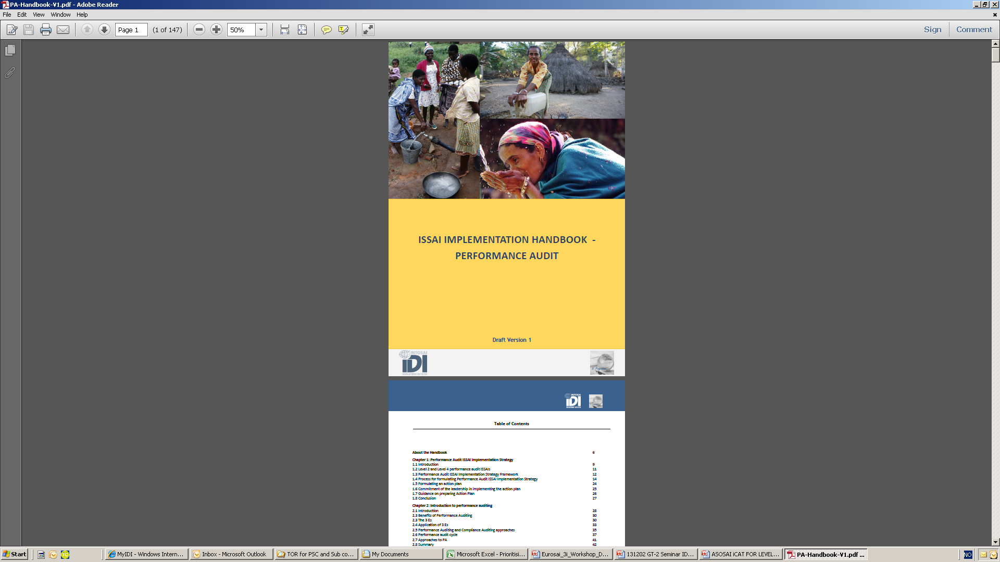 PA-Handbook-V1.pdf - Adobe Reader
File Edit View Window Help
Page 1 (1 of 147) 50% Sign Comment
ISSAI IMPLEMENTATION HANDBOOK -
PERFORMANCE AUDIT
Draft Version 1
INTOSAI
IDI
INTOSAI
IDI
Table of Contents
About the Handbook 6
Chapter 1: Performance Audit ISSAI Implementation Strategy
1.1 Introduction 9
1.2 Level 2 and Level 4 performance audit ISSAIs 11
1.3 Performance Audit ISSAI Implementation Strategy Framework 12
1.4 Process for formulating Performance Audit ISSAI Implementation Strategy 14
1.5 Formulating an action plan 24
1.6 Commitment of the leadership in implementing the action plan 25
1.7 Guidance on preparing Action Plan 26
1.8 Conclusion 27
Chapter 2: Introduction to performance auditing
2.1 Introduction 28
2.3 Benefits of Performance Auditing 30
2.3 The 3 Es 30
2.4 Application of 3 Es 33
2.5 Performance Auditing and Compliance Auditing approaches 35
2.6 Performance audit cycle 37
2.7 Approaches to PA 41
2.8 Summary 42
Start MyIDI - Windows Intern... Inbox - Microsoft Outlook TOR for PSC and Sub co... My Documents Microsoft Excel - Prioritisi... Eurosai_3i_Workshop_D... 131202 GT-2 Seminar ID... ASOSAI iCAT FOR LEVEL... PA-Handbook-V1.pdf ... NO